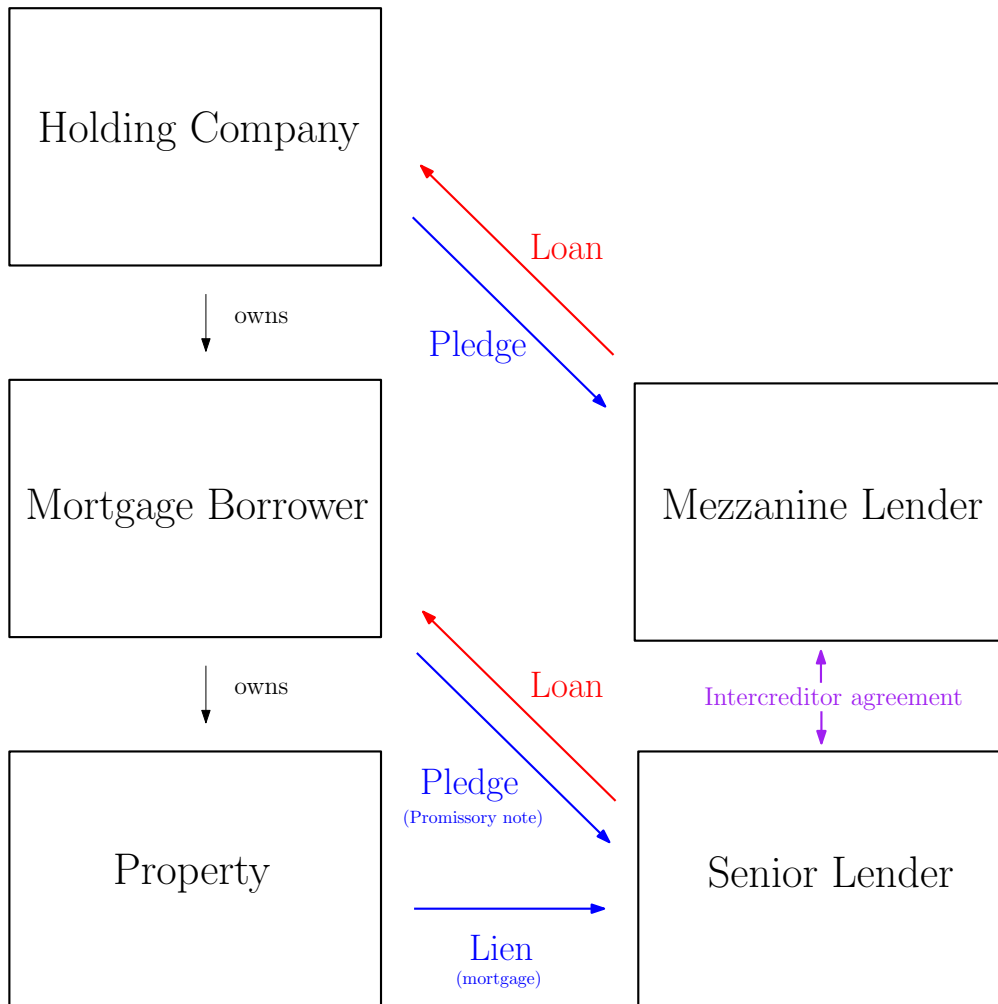 Holding Company
Loan
owns
Pledge
Mortgage Borrower
Mezzanine Lender
owns
Loan
Intercreditor agreement
Pledge
(Promissory note)
Property
Senior Lender
Lien
(mortgage)